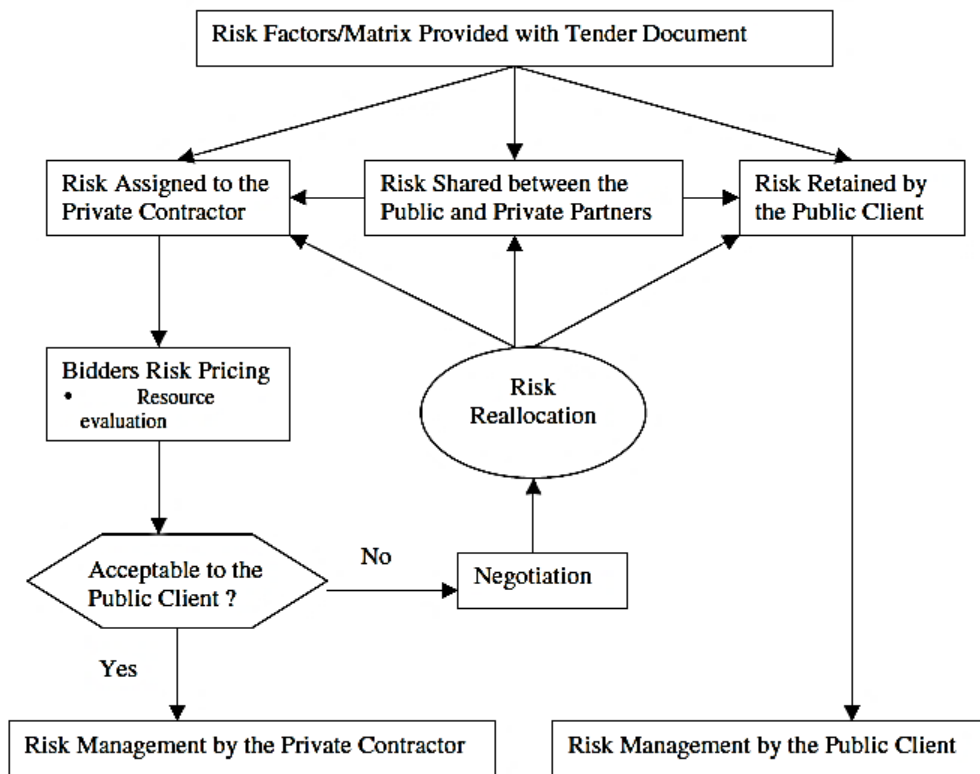 Risk Factors/Matrix Provided with Tender Document
Risk Assigned to the
Private Contractor
Risk Shared between the
Public and Private Partners
Risk Retained by
the Public Client
Bidders Risk Pricing
• Resource
evaluation
Risk
Reallocation
Acceptable to the
Public Client ?
No
Negotiation
Yes
Risk Management by the Private Contractor
Risk Management by the Public Client